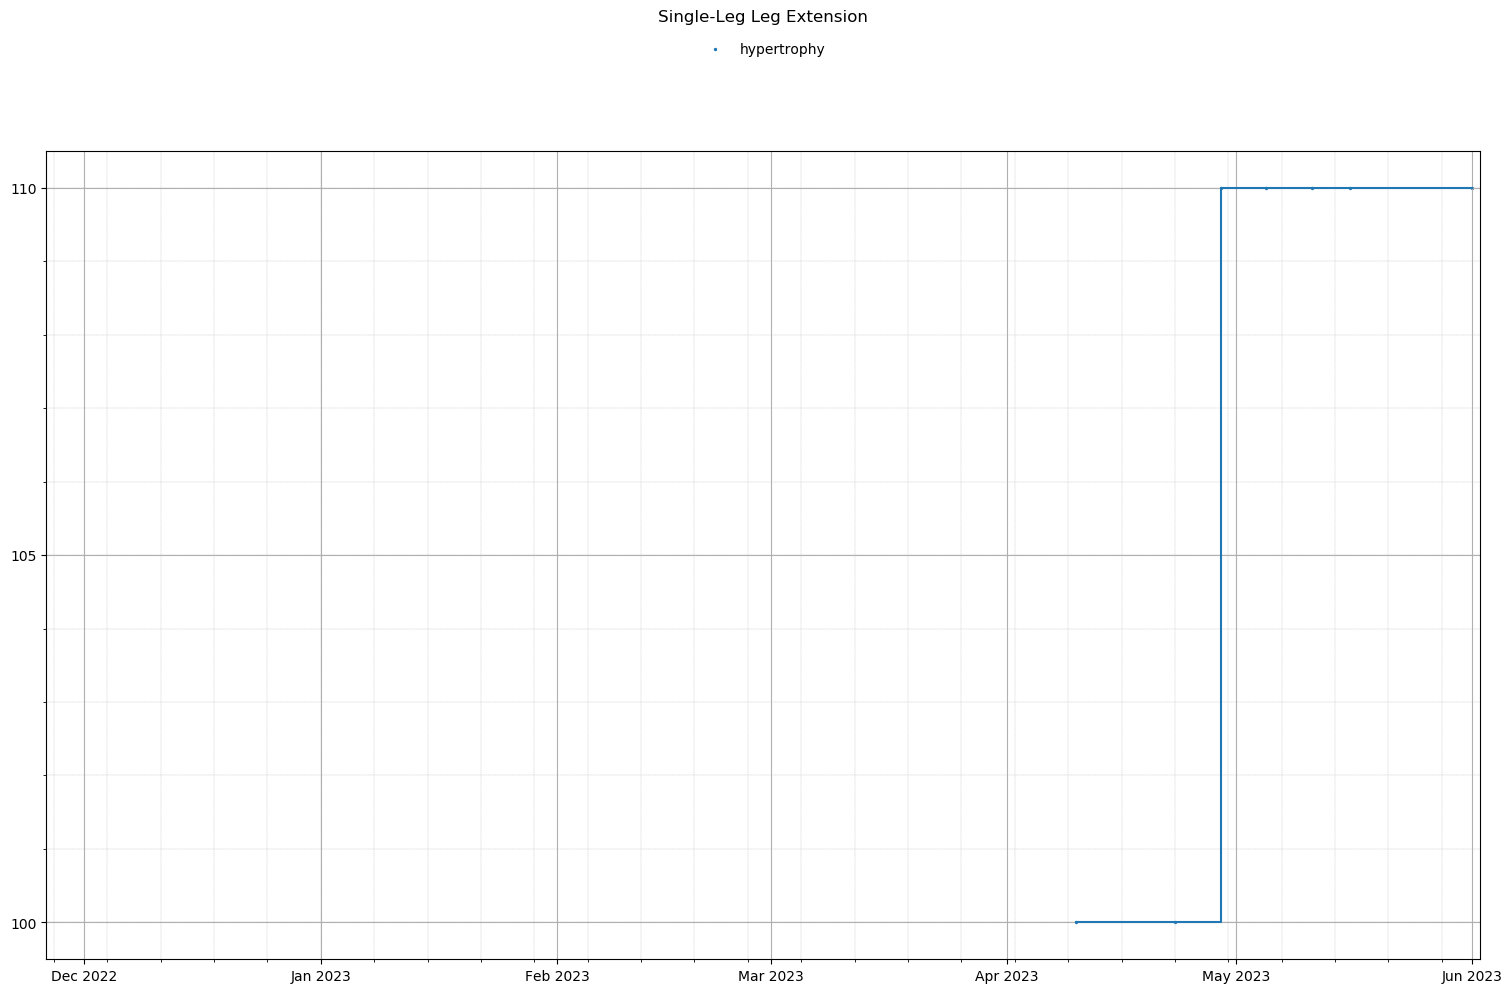 Single-Leg Leg Extension
hypertrophy
110
105
100
Dec 2022 Jan 2023 Feb 2023 Mar 2023 Apr 2023 May 2023 Jun 2023